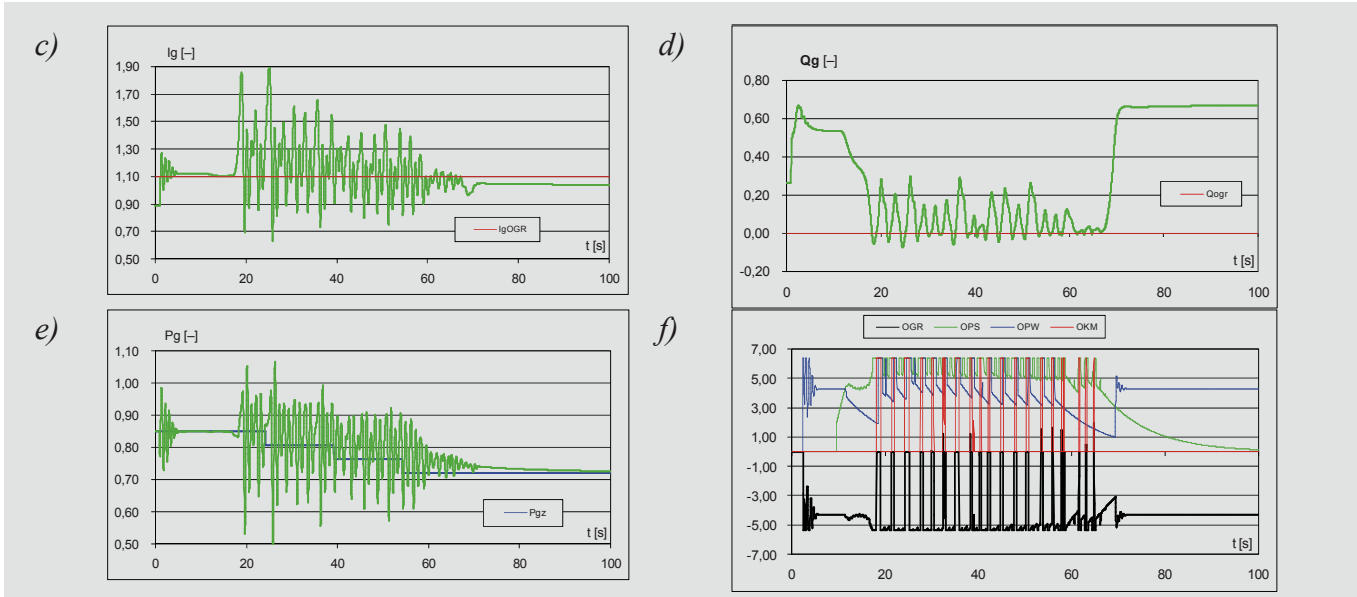 c)
Ig [–]
1,90
1,70
1,50
1,30
1,10
0,90
0,70
0,50
IgOGR
t [s]
0 20 40 60 80 100
d)
Qg [–]
0,80
0,60
0,40
0,20
0,00
-0,20
Qogr
t [s]
0 20 40 60 80 100
e)
Pg [–]
1,10
1,00
0,90
0,80
0,70
0,60
0,50
Pgz
t [s]
0 20 40 60 80 100
f)
OGR OPS OPW OKM
7,00
5,00
3,00
1,00
-1,00
-3,00
-5,00
-7,00
t [s]
0 20 40 60 80 100